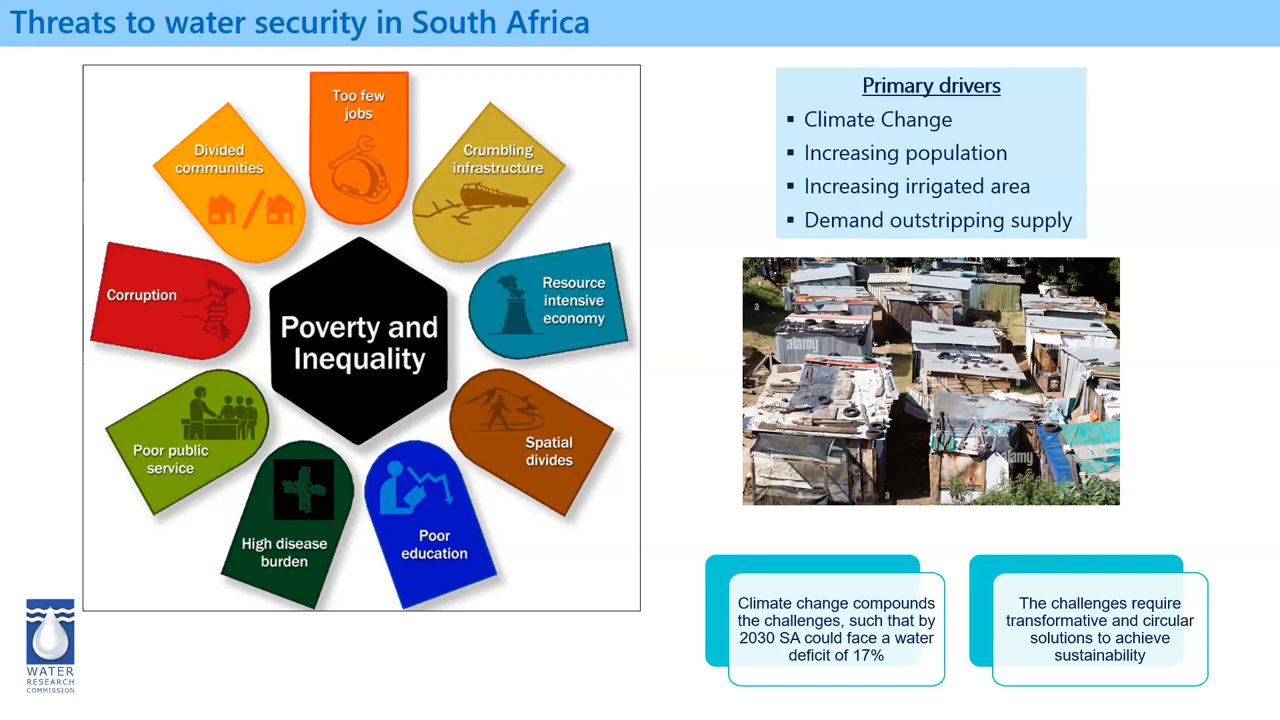 Threats to water security in South Africa
Too few
jobs
Divided
communities
Crumbling
infrastructure
Corruption
Resource
intensive
economy
Poverty and
Inequality
Poor public
service
Spatial
divides
High disease
burden
Poor
education
Primary drivers
▪ Climate Change
▪ Increasing population
▪ Increasing irrigated area
▪ Demand outstripping supply
a
alamy
alamy
alamy
a
Climate change compounds
the challenges, such that by
2030 SA could face a water
deficit of 17%
The challenges require
transformative and circular
solutions to achieve
sustainability
WATER
RESEARCH
COMMISSION